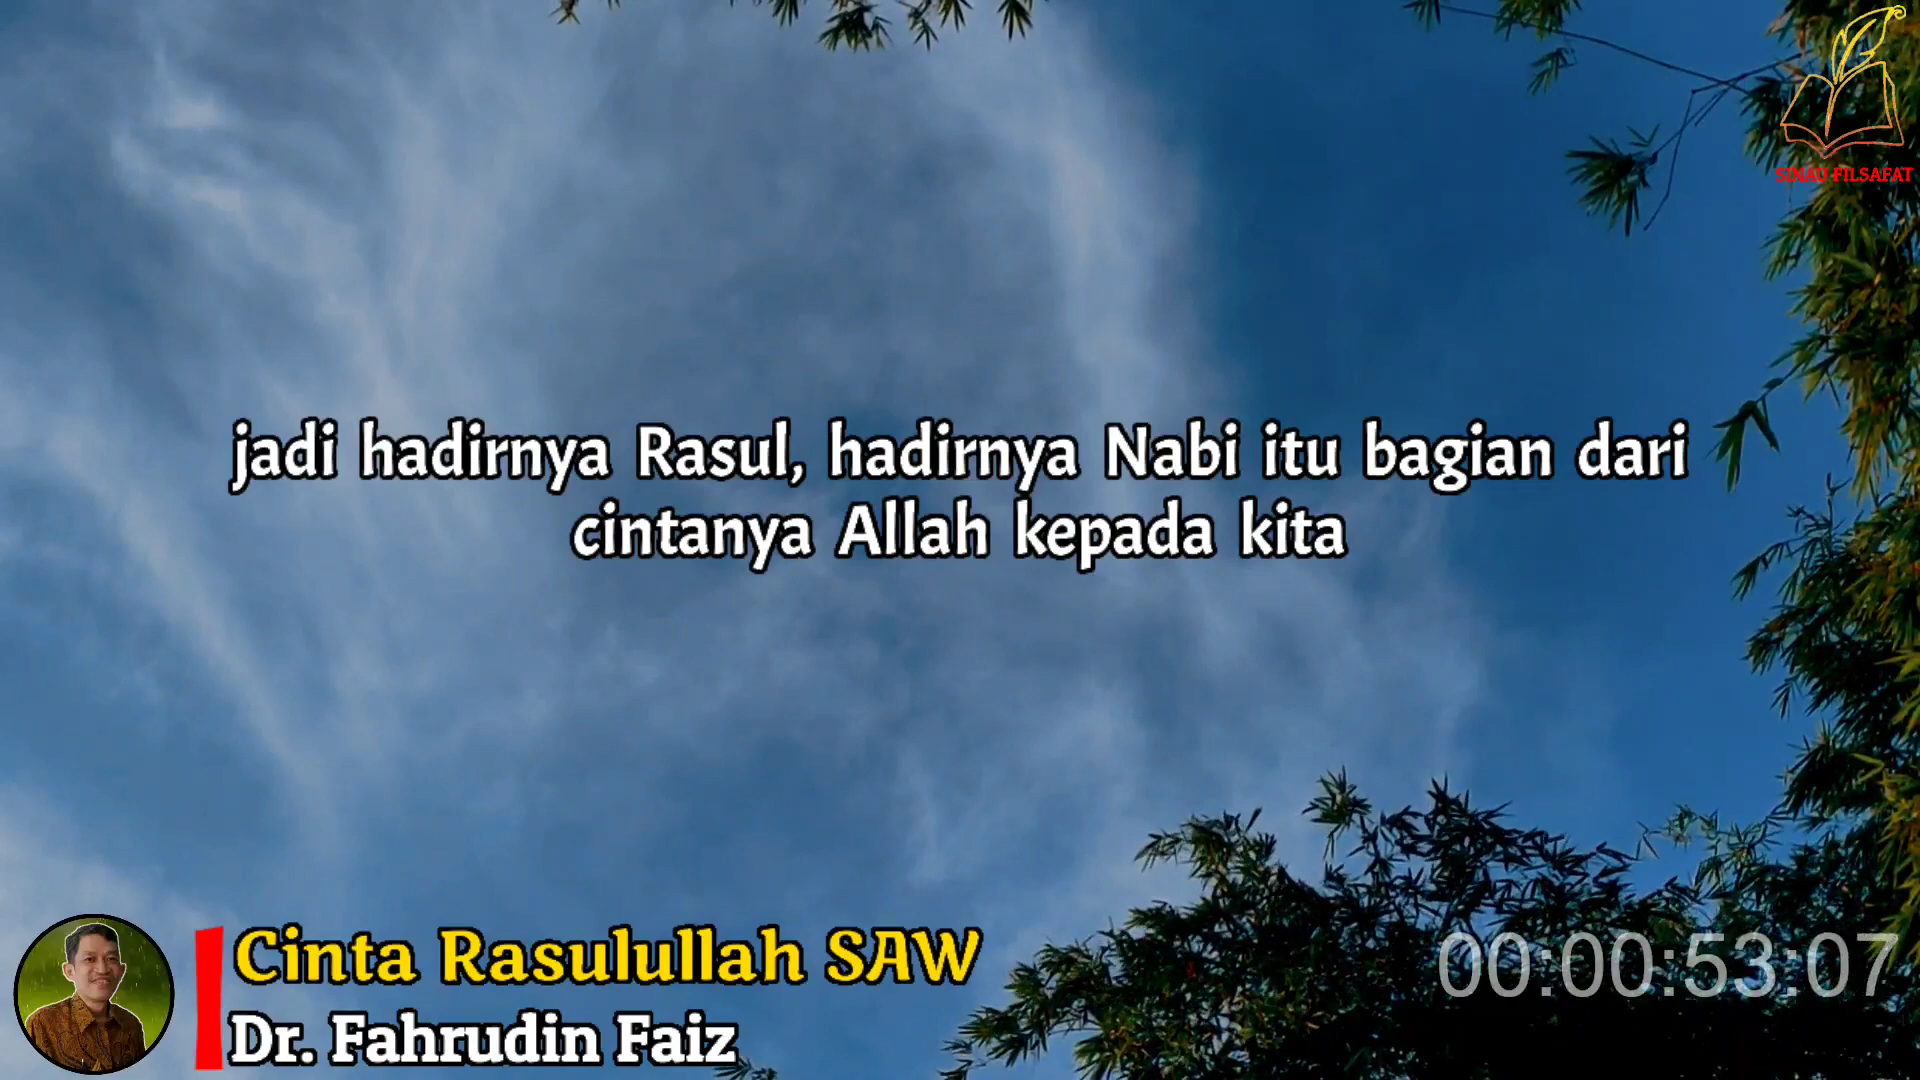 SINAU FILSAFAT
jadi hadirnya Rasul, hadirnya Nabi itu bagian dari
cintanya Allah kepada kita
Cinta Rasulullah SAW
Dr. Fahrudin Faiz
00:00:53:07